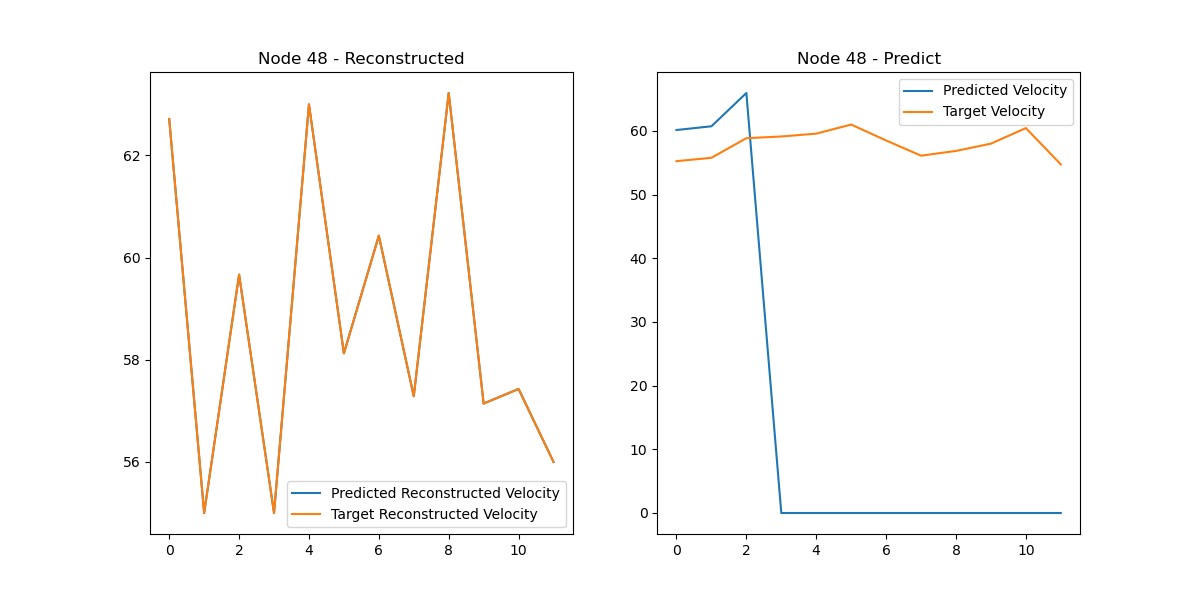 Node 48 - Reconstructed
62
60
58
56
0 2 4 6 8 10
Predicted Reconstructed Velocity
Target Reconstructed Velocity
Node 48 - Predict
60
50
40
30
20
10
0
0 2 4 6 8 10
Predicted Velocity
Target Velocity